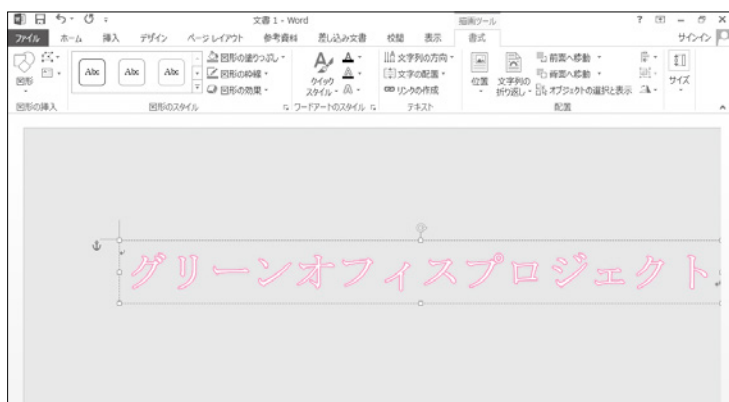 文書 1 - Word
描画ツール
ファイル ホーム 挿入 デザイン ページ レイアウト 参考資料 差し込み文書 校閲 表示 書式 サインイン
図形
Abc Abc Abc
図形の塗りつぶし
図形の枠線
図形の効果
クイック
スタイル
文字列の方向
文字の配置
リンクの作成
位置
文字列の
折り返し
前面へ移動
背面へ移動
オブジェクトの選択と表示
サイズ
図形の挿入 図形のスタイル ワードアートのスタイル テキスト 配置
グリーンオフィスプロジェクト